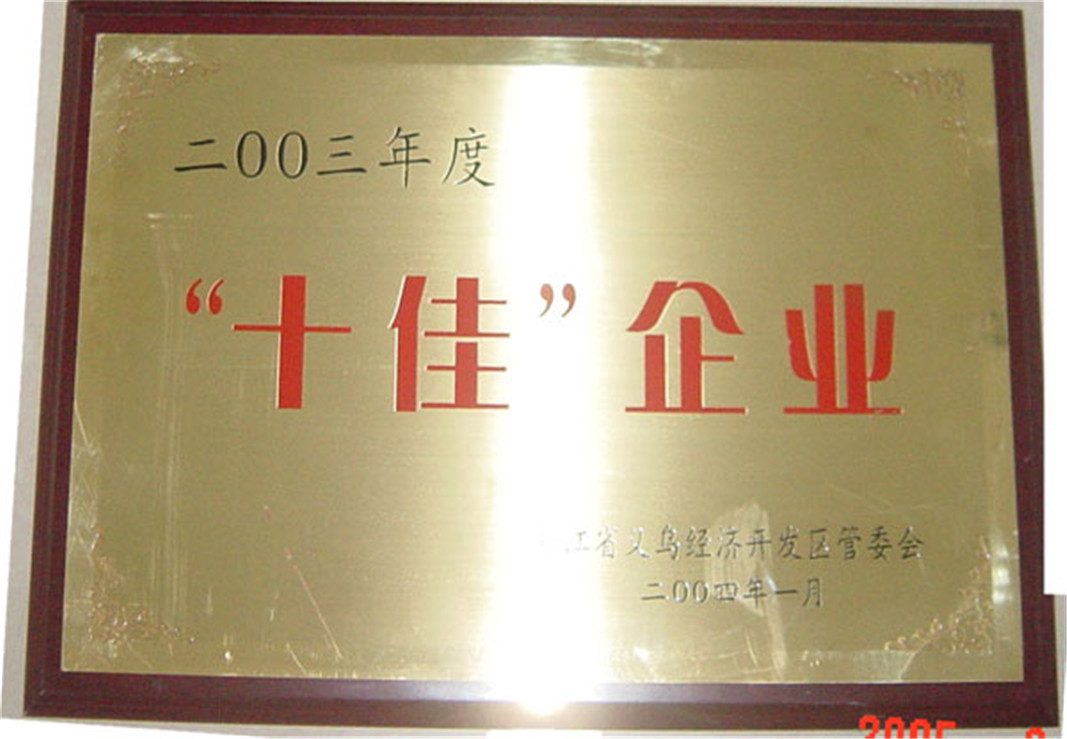 二00三年度
“十佳”企业
江省义乌经济开发区管委会
二00四年一月